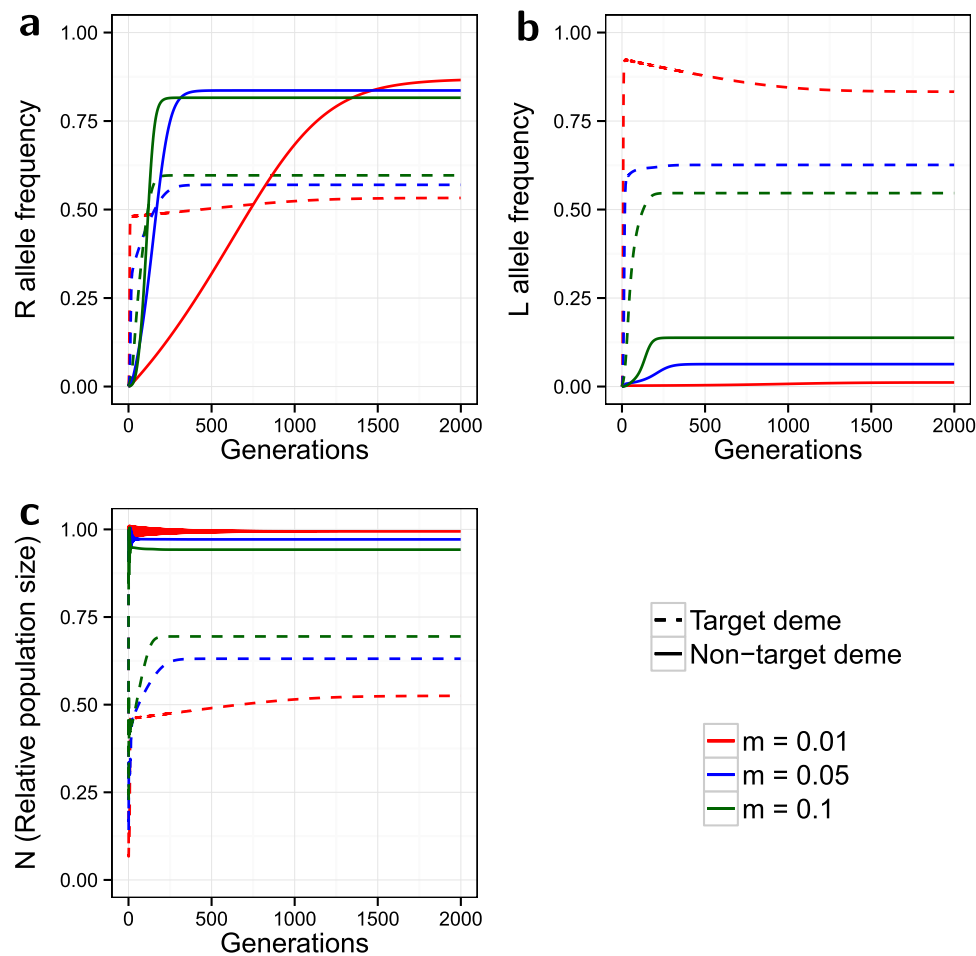 a
R allele frequency
1.00
0.75
0.50
0.25
0.00
0
500
1000
1500
2000
Generations
b
L allele frequency
1.00
0.75
0.50
0.25
0.00
0
500
1000
1500
2000
Generations
c
N (Relative population size)
1.00
0.75
0.50
0.25
0.00
0
500
1000
1500
2000
Generations
Target deme
Non-target deme
m = 0.01
m = 0.05
m = 0.1